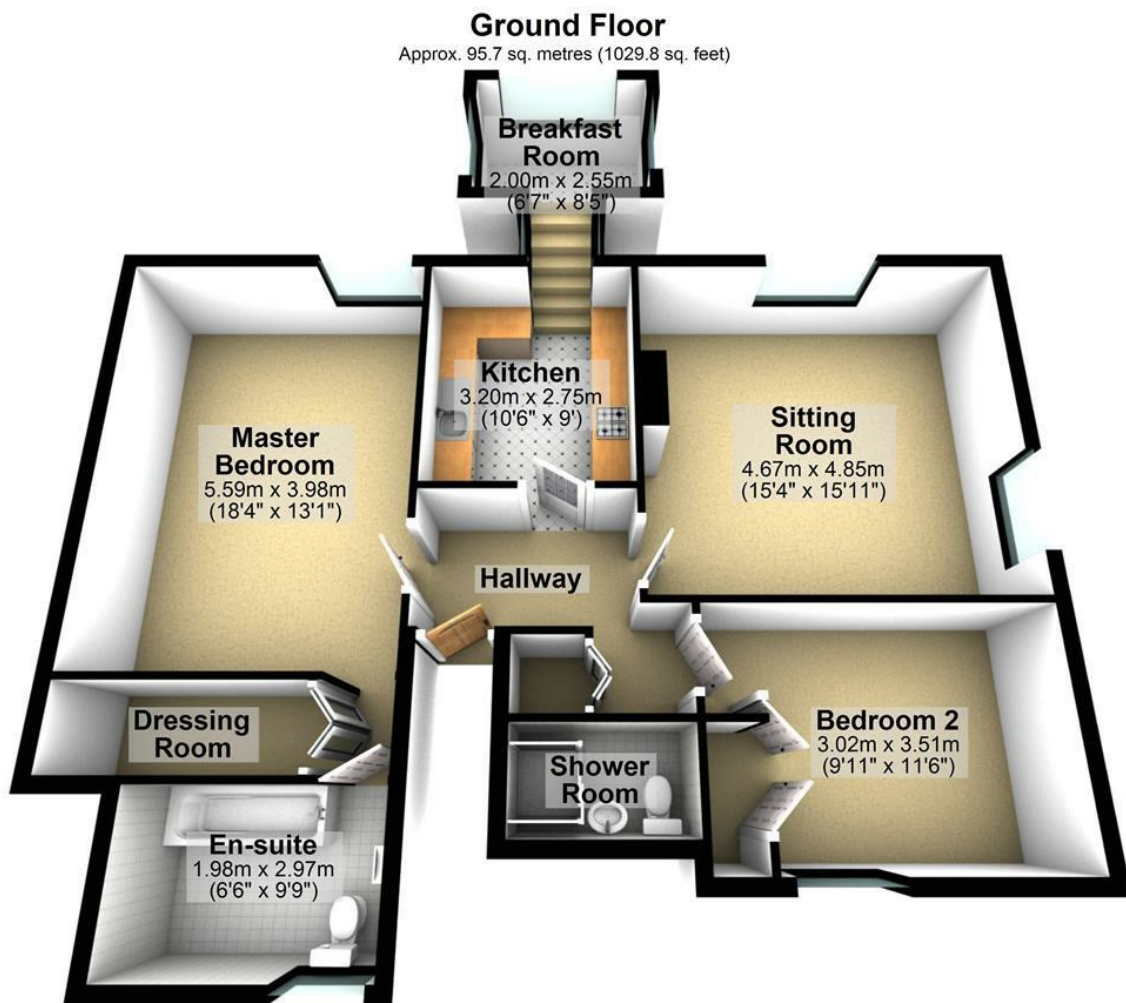 Ground Floor
Approx. 95.7 sq. metres (1029.8 sq. feet)
Breakfast
Room
2.00m x 2.55m
(6'7" x 8'5")
Kitchen
3.20m x 2.75m
(10'6" x 9')
Master
Bedroom
5.59m x 3.98m
(18'4" x 13'1")
Sitting
Room
4.67m x 4.85m
(15'4" x 15'11")
Hallway
Dressing
Room
Bedroom 2
3.02m x 3.51m
(9'11" x 11'6")
Shower
Room
En-suite
1.98m x 2.97m
(6'6" x 9'9")